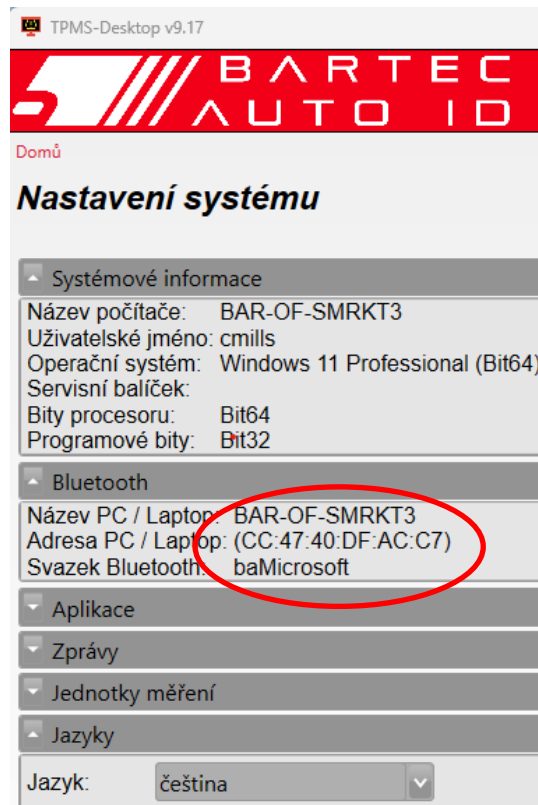 TPMS-Desktop v9.17
BARTEC
AUTO ID
Domů
Nastavení systému
Systémové informace
Název počítače: BAR-OF-SMRKT3
Uživatelské jméno: cmills
Operační systém: Windows 11 Professional (Bit64)
Servisní balíček:
Bity procesoru: Bit64
Programové bity: Bit32
Bluetooth
Název PC / Laptop: BAR-OF-SMRKT3
Adresa PC / Laptop: (CC:47:40:DF:AC:C7)
Svazek Bluetooth: baMicrosoft
Aplikace
Zprávy
Jednotky měření
Jazyky
Jazyk: čeština